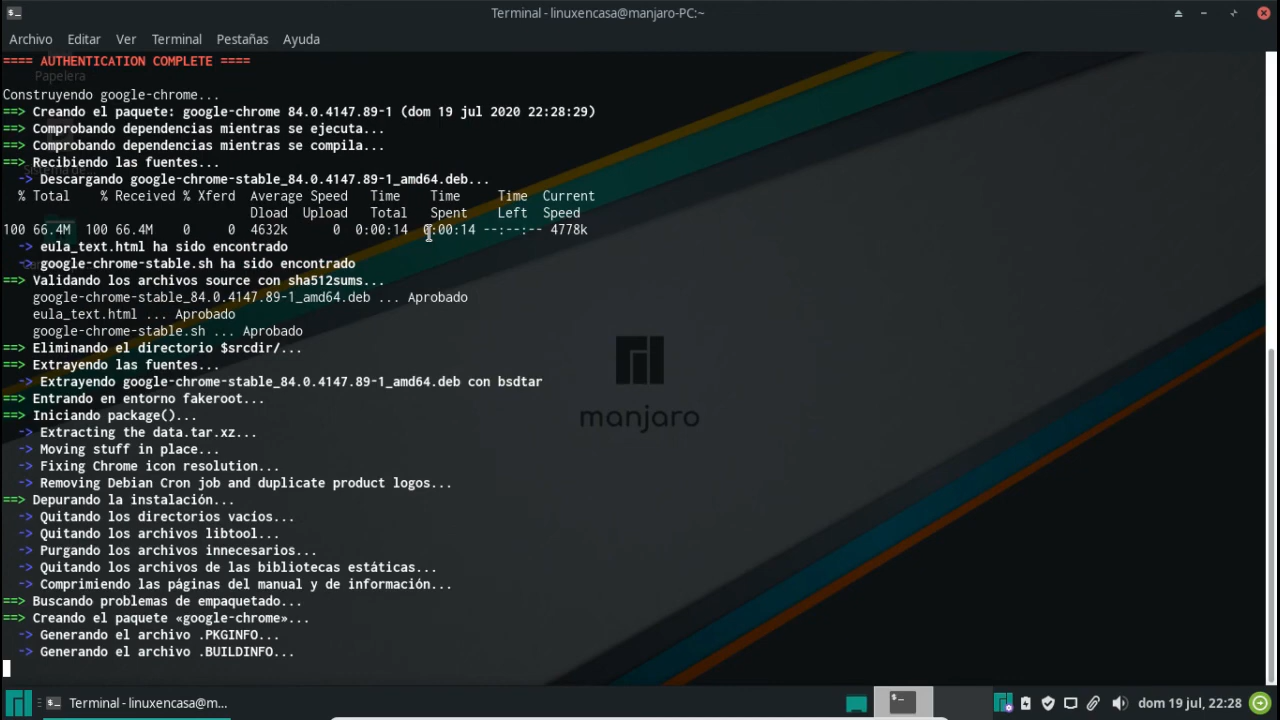 Terminal - linuxencasa@manjaro-PC:~
Archivo Editar Ver Terminal Pestañas Ayuda
==== AUTHENTICATION COMPLETE ====
Papelera
Construyendo google-chrome...
==> Creando el paquete: google-chrome 84.0.4147.89-1 (dom 19 jul 2020 22:28:29)
==> Comprobando dependencias mientras se ejecuta...
==> Comprobando dependencias mientras se compila...
==> Recibiendo las fuentes...
-> Descargando google-chrome-stable_84.0.4147.89-1_amd64.deb...
% Total % Received % Xferd Average Speed Time Time Time Current
Dload Upload Total Spent Left Speed
100 66.4M 100 66.4M 0 0 4632k 0 0:00:14 0:00:14 --:--:-- 4778k
-> eula_text.html ha sido encontrado
-> google-chrome-stable.sh ha sido encontrado
==> Validando los archivos source con sha512sums...
google-chrome-stable_84.0.4147.89-1_amd64.deb ... Aprobado
eula_text.html ... Aprobado
google-chrome-stable.sh ... Aprobado
==> Eliminando el directorio $srcdir/...
==> Extrayendo las fuentes...
-> Extrayendo google-chrome-stable_84.0.4147.89-1_amd64.deb con bsdtar
==> Entrando en entorno fakeroot...
==> Iniciando package()...
-> Extracting the data.tar.xz...
-> Moving stuff in place...
-> Fixing Chrome icon resolution...
-> Removing Debian Cron job and duplicate product logos...
==> Depurando la instalación...
-> Quitando los directorios vacíos...
-> Quitando los archivos libtool...
-> Purgando los archivos innecesarios...
-> Quitando los archivos de las bibliotecas estáticas...
-> Comprimiendo las páginas del manual y de información...
==> Buscando problemas de empaquetado...
==> Creando el paquete «google-chrome»...
-> Generando el archivo .PKGINFO...
-> Generando el archivo .BUILDINFO...
manjaro
Terminal - linuxencasa@m...
dom 19 jul, 22:28